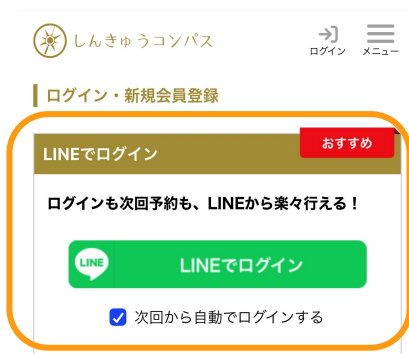 しんきゅうコンパス
ログイン メニュー
ログイン・新規会員登録
おすすめ
LINEでログイン
ログインも次回予約も、LINEから楽々行える！
LINE LINEでログイン
次回から自動でログインする